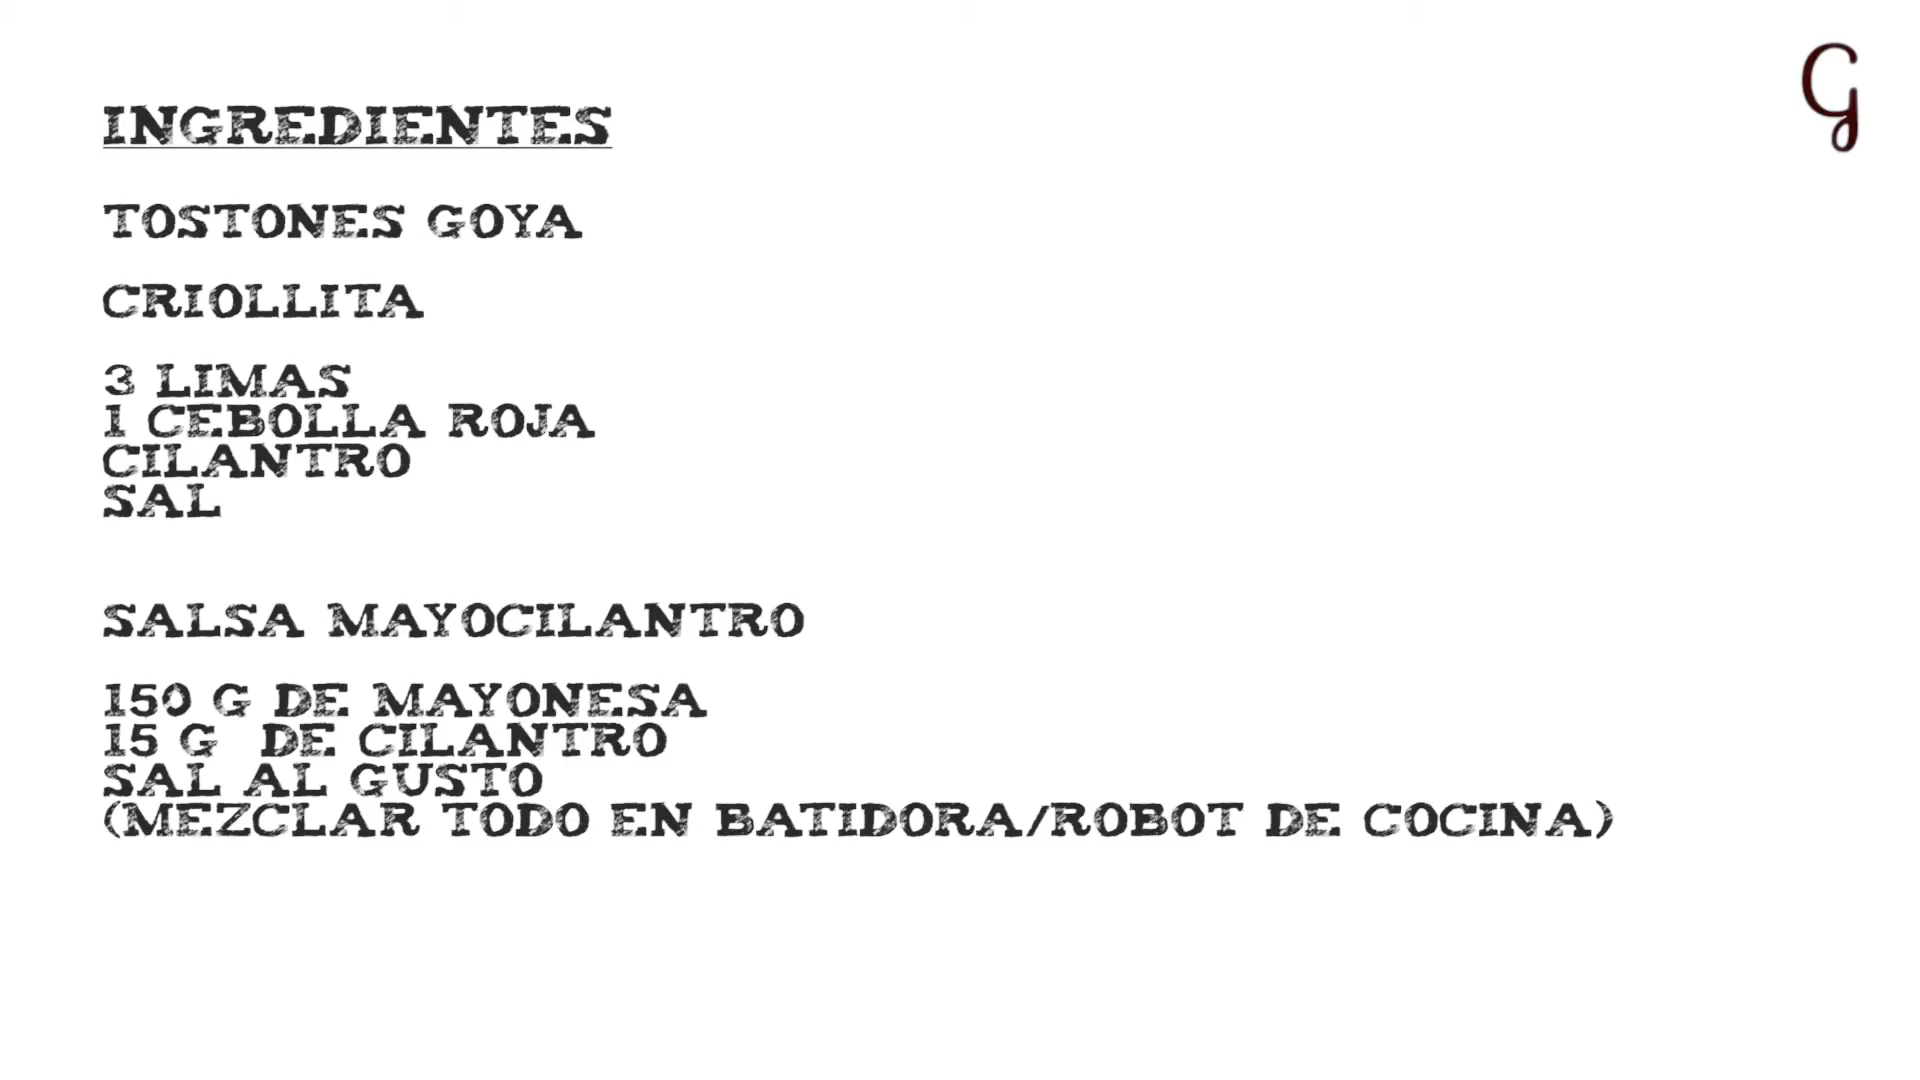 G
INGREDIENTES
TOSTONES GOYA
CRIOLLITA
3 LIMAS
1 CEBOLLA ROJA
CILANTRO
SAL
SALSA MAYOCILANTRO
150 G DE MAYONESA
15 G DE CILANTRO
SAL AL GUSTO
(MEZCLAR TODO EN BATIDORA/ROBOT DE COCINA)